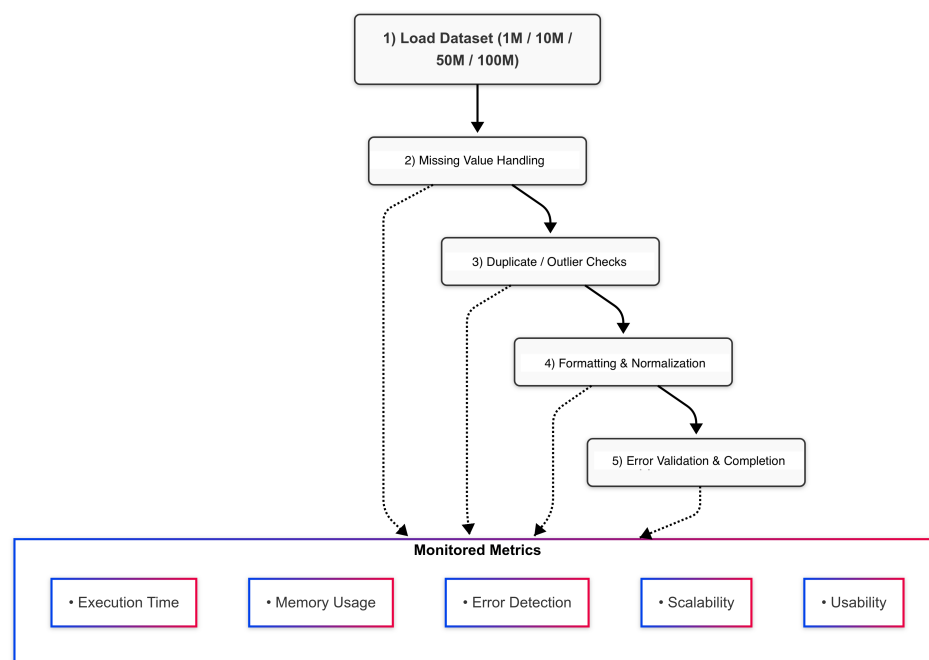 1) Load Dataset (1M / 10M /
50M / 100M)
2) Missing Value Handling
3) Duplicate / Outlier Checks
4) Formatting & Normalization
5) Error Validation & Completion
Monitored Metrics
• Execution Time
• Memory Usage
• Error Detection
• Scalability
• Usability